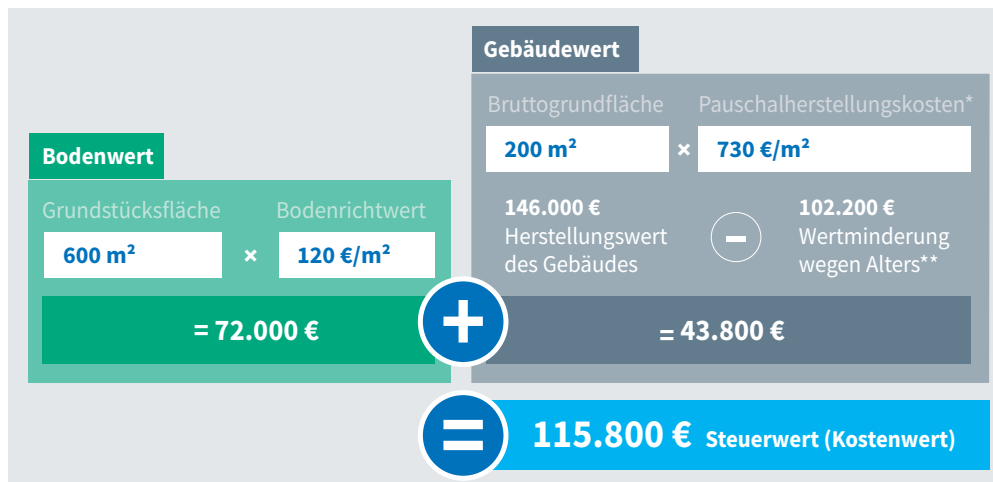 Bodenwert
Grundstücksfläche Bodenrichtwert
600 m² × 120 €/m²
= 72.000 €
+
Gebäudewert
Bruttogrundfläche Pauschalherstellungskosten*
200 m² × 730 €/m²
146.000 € – 102.200 €
Herstellungswert Wertminderung
des Gebäudes wegen Alters**
= 43.800 €
= 115.800 € Steuerwert (Kostenwert)